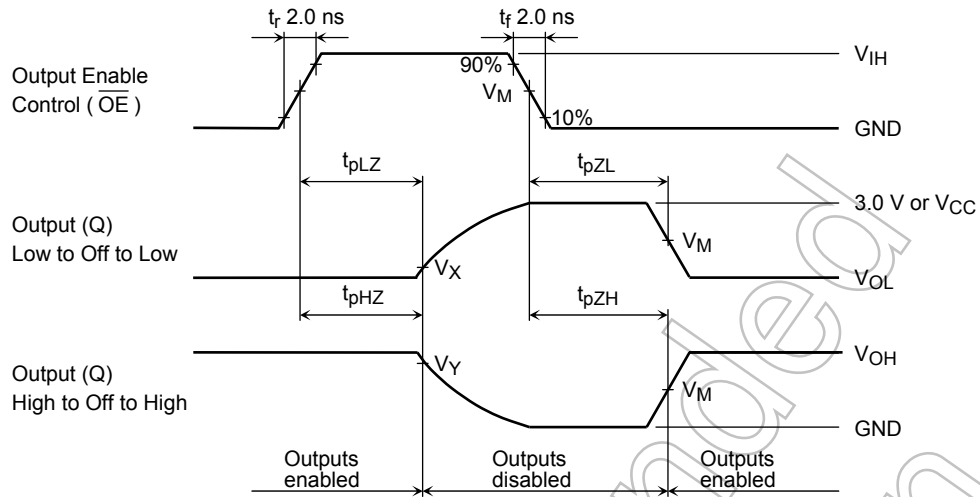 tr 2.0 ns
tf 2.0 ns
90%
VIH
Output Enable
Control ( OE )
VM
10%
GND
tpLZ
tpZL
3.0 V or VCC
Output (Q)
Low to Off to Low
VM
VX
VOL
tpHZ
tpZH
Output (Q)
High to Off to High
VY
VOH
VM
GND
Outputs
enabled
Outputs
disabled
Outputs
enabled